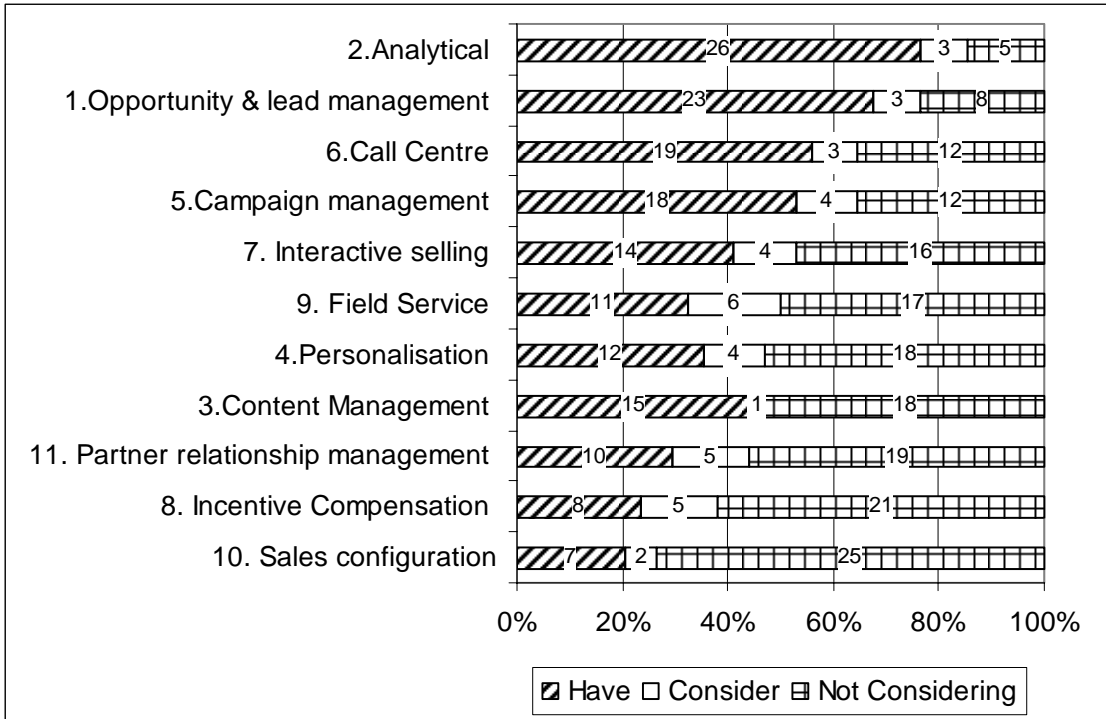 2.Analytical 26 3 5
1.Opportunity & lead management 23 3 8
6.Call Centre 19 3 12
5.Campaign management 18 4 12
7. Interactive selling 14 4 16
9. Field Service 11 6 17
4.Personalisation 12 4 18
3.Content Management 15 1 18
11. Partner relationship management 10 5 19
8. Incentive Compensation 8 5 21
10. Sales configuration 7 2 25
0% 20% 40% 60% 80% 100%
Have Consider Not Considering